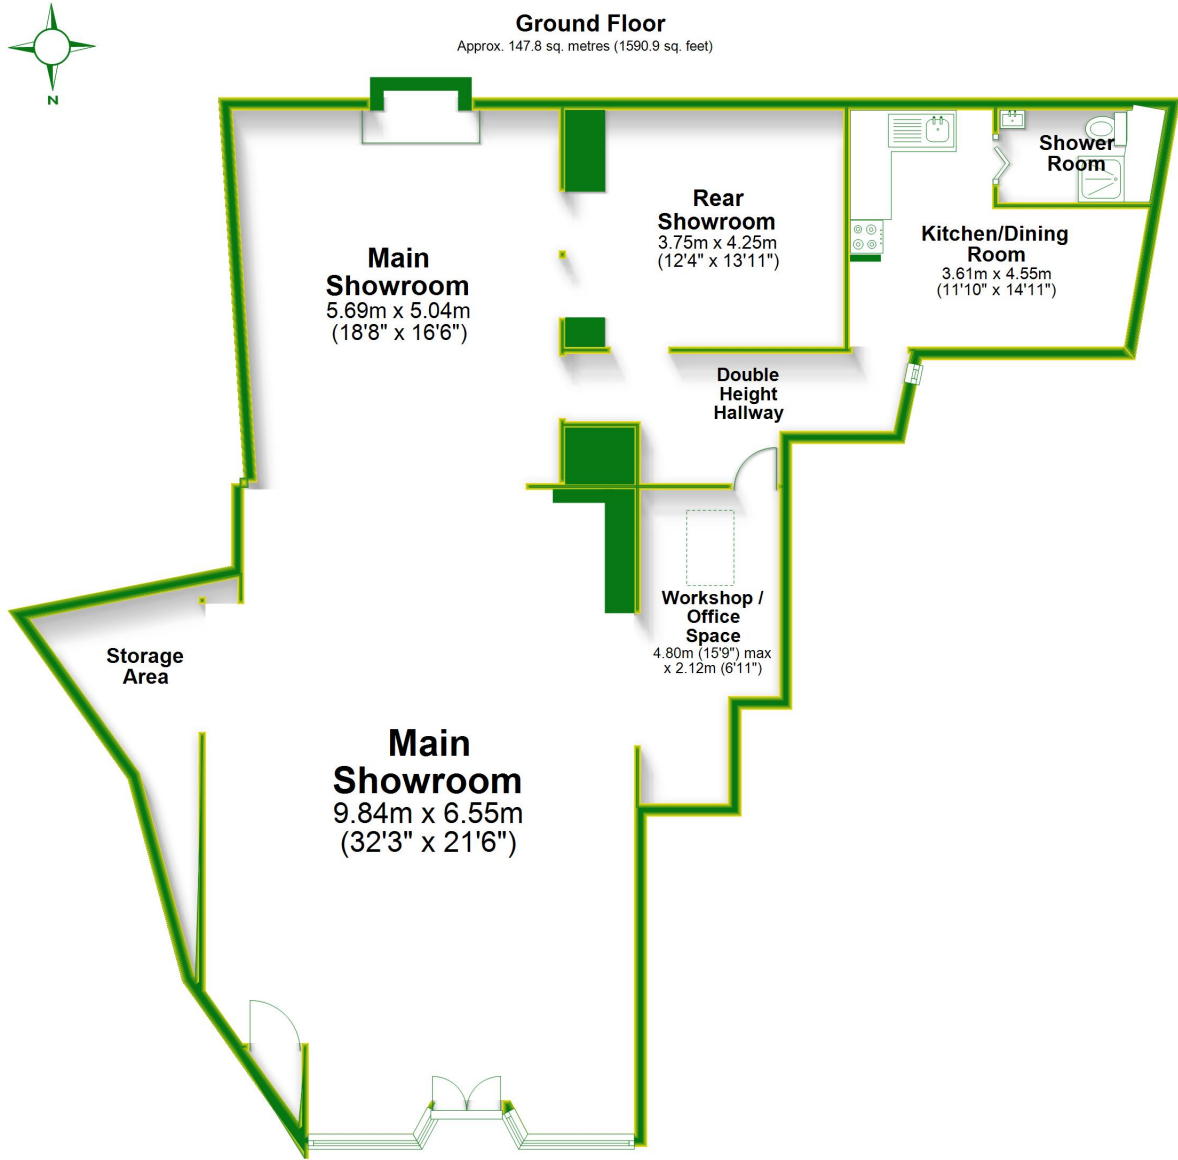 Ground Floor
Approx. 147.8 sq. metres (1590.9 sq. feet)
N
Main
Showroom
5.69m x 5.04m
(18'8" x 16'6")
Rear
Showroom
3.75m x 4.25m
(12'4" x 13'11")
Shower
Room
Kitchen/Dining
Room
3.61m x 4.55m
(11'10" x 14'11")
Double
Height
Hallway
Workshop /
Office
Space
4.80m (15'9") max
x 2.12m (6'11")
Storage
Area
Main
Showroom
9.84m x 6.55m
(32'3" x 21'6")